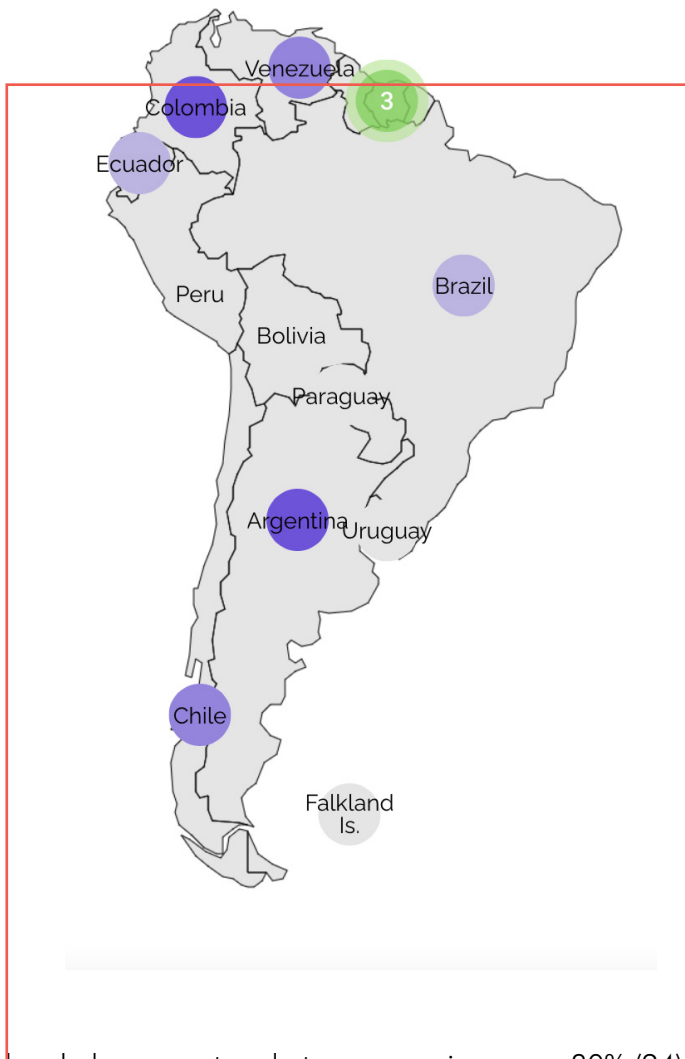 Venezuela
3
Colombia
Ecuador
Brazil
Peru
Bolivia
Paraguay
Argentina
Uruguay
Chile
Falkland
Is.